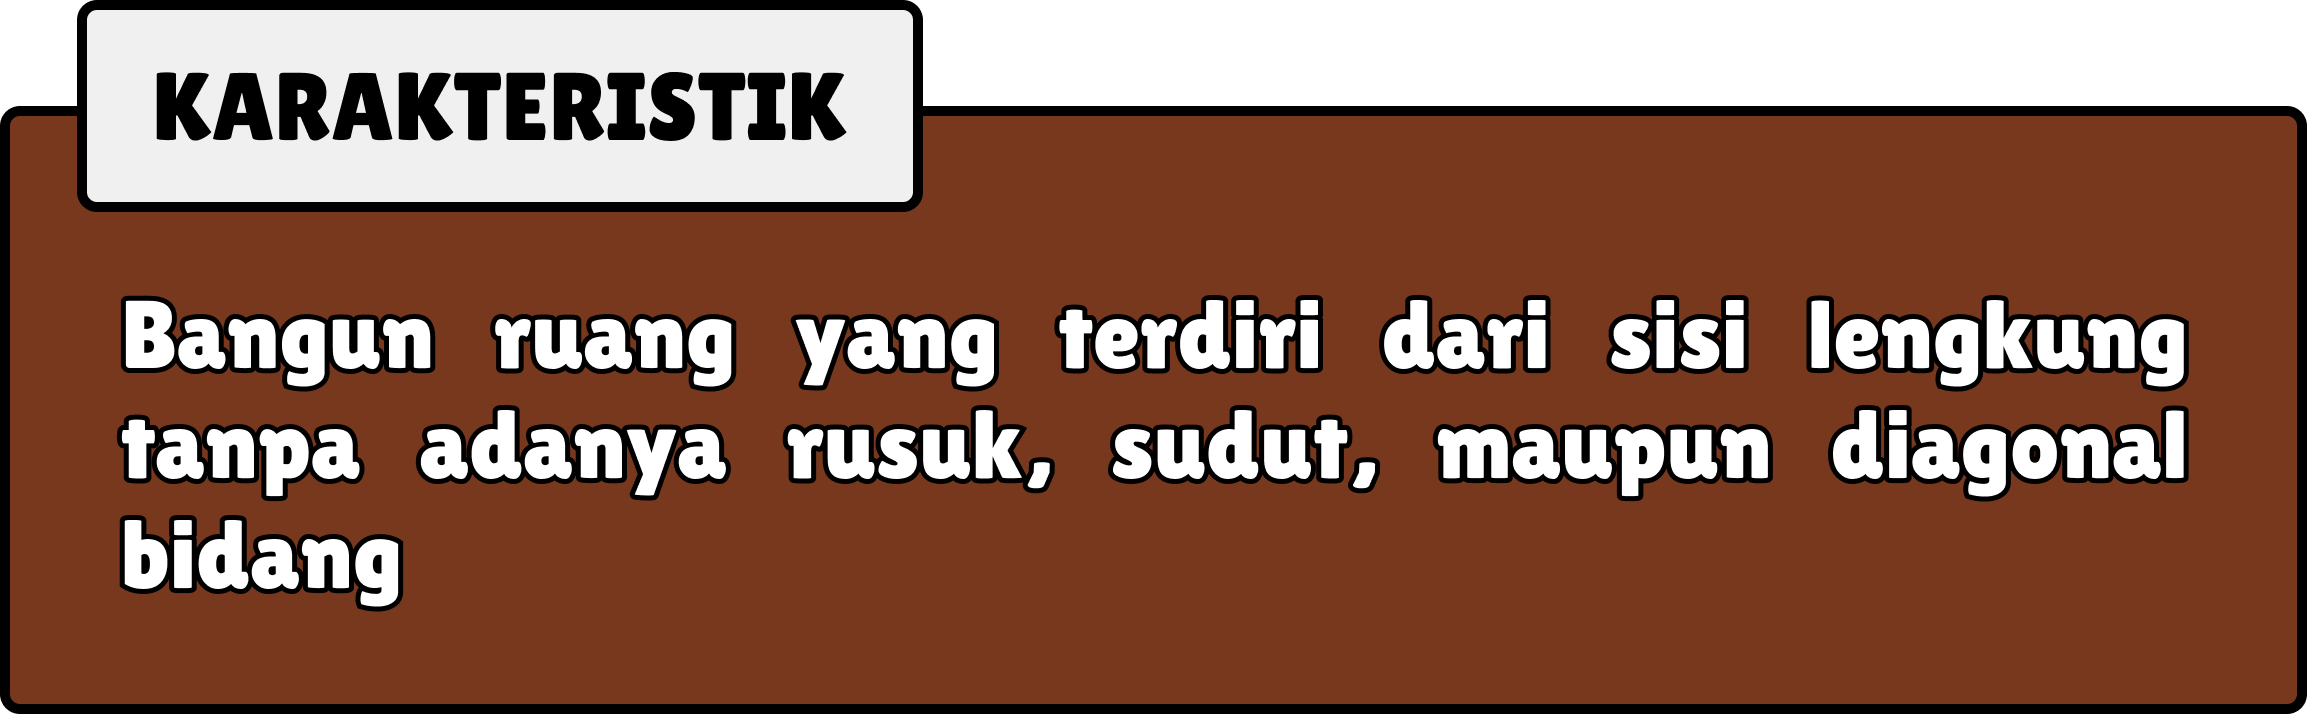 KARAKTERISTIK
Bangun ruang yang terdiri dari sisi lengkung
tanpa adanya rusuk, sudut, maupun diagonal
bidang